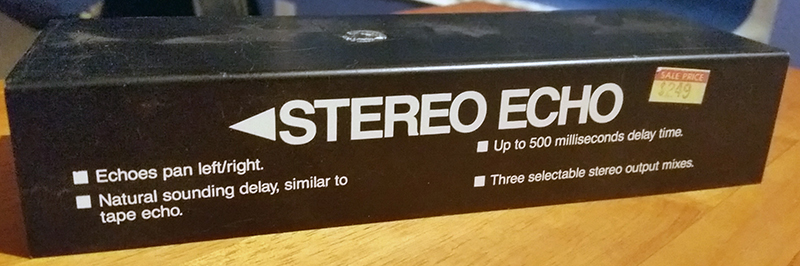 STEREO ECHO
SALE PRICE
$249
Echoes pan left/right.
Natural sounding delay, similar to
tape echo.
Up to 500 milliseconds delay time.
Three selectable stereo output mixes.